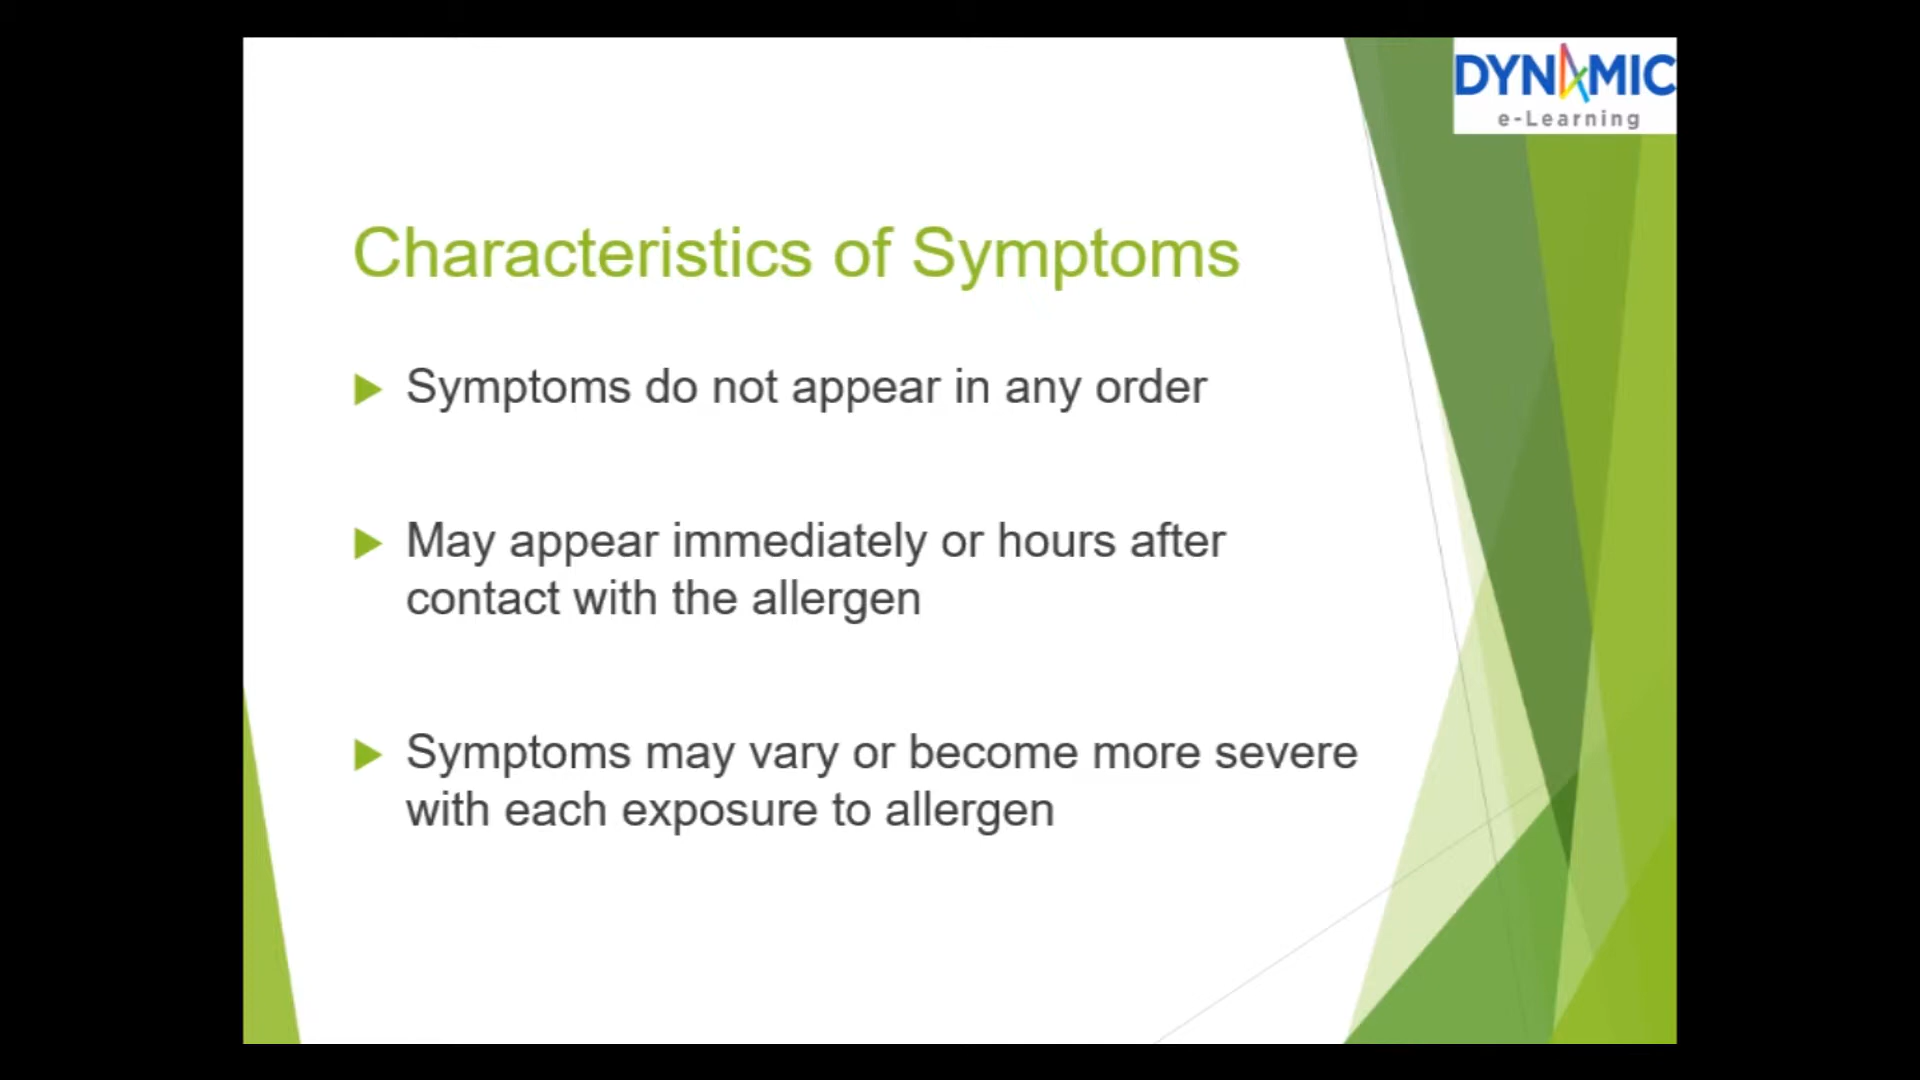 DYNAMIC
e-Learning
Characteristics of Symptoms
Symptoms do not appear in any order
May appear immediately or hours after
contact with the allergen
Symptoms may vary or become more severe
with each exposure to allergen